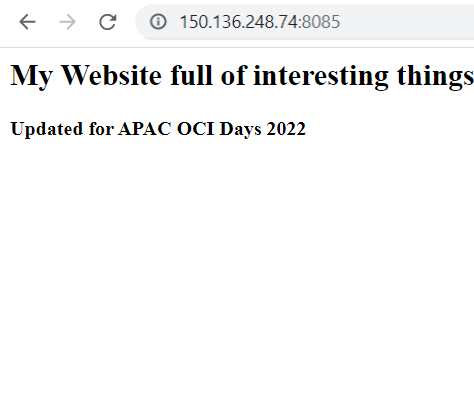 150.136.248.74:8085
My Website full of interesting things
Updated for APAC OCI Days 2022